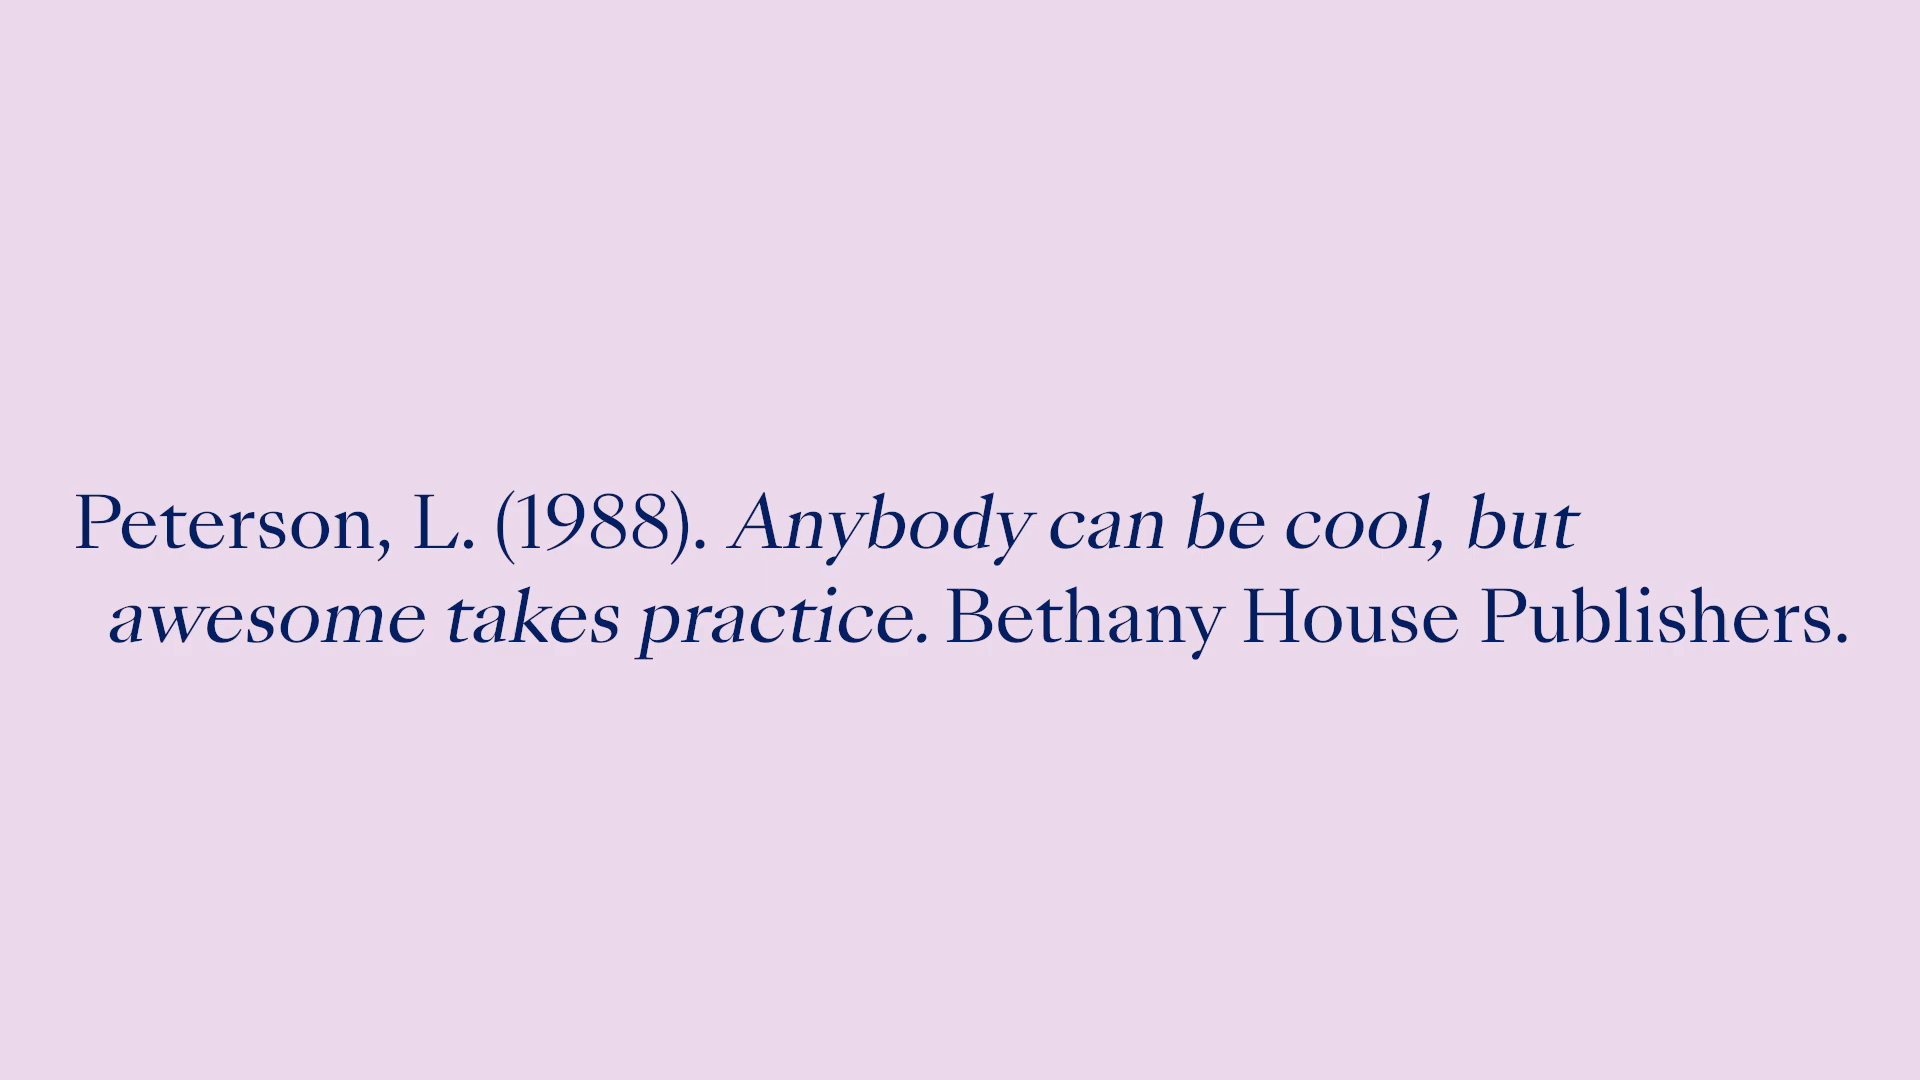 Peterson, L. (1988). Anybody can be cool, but
awesome takes practice. Bethany House Publishers.